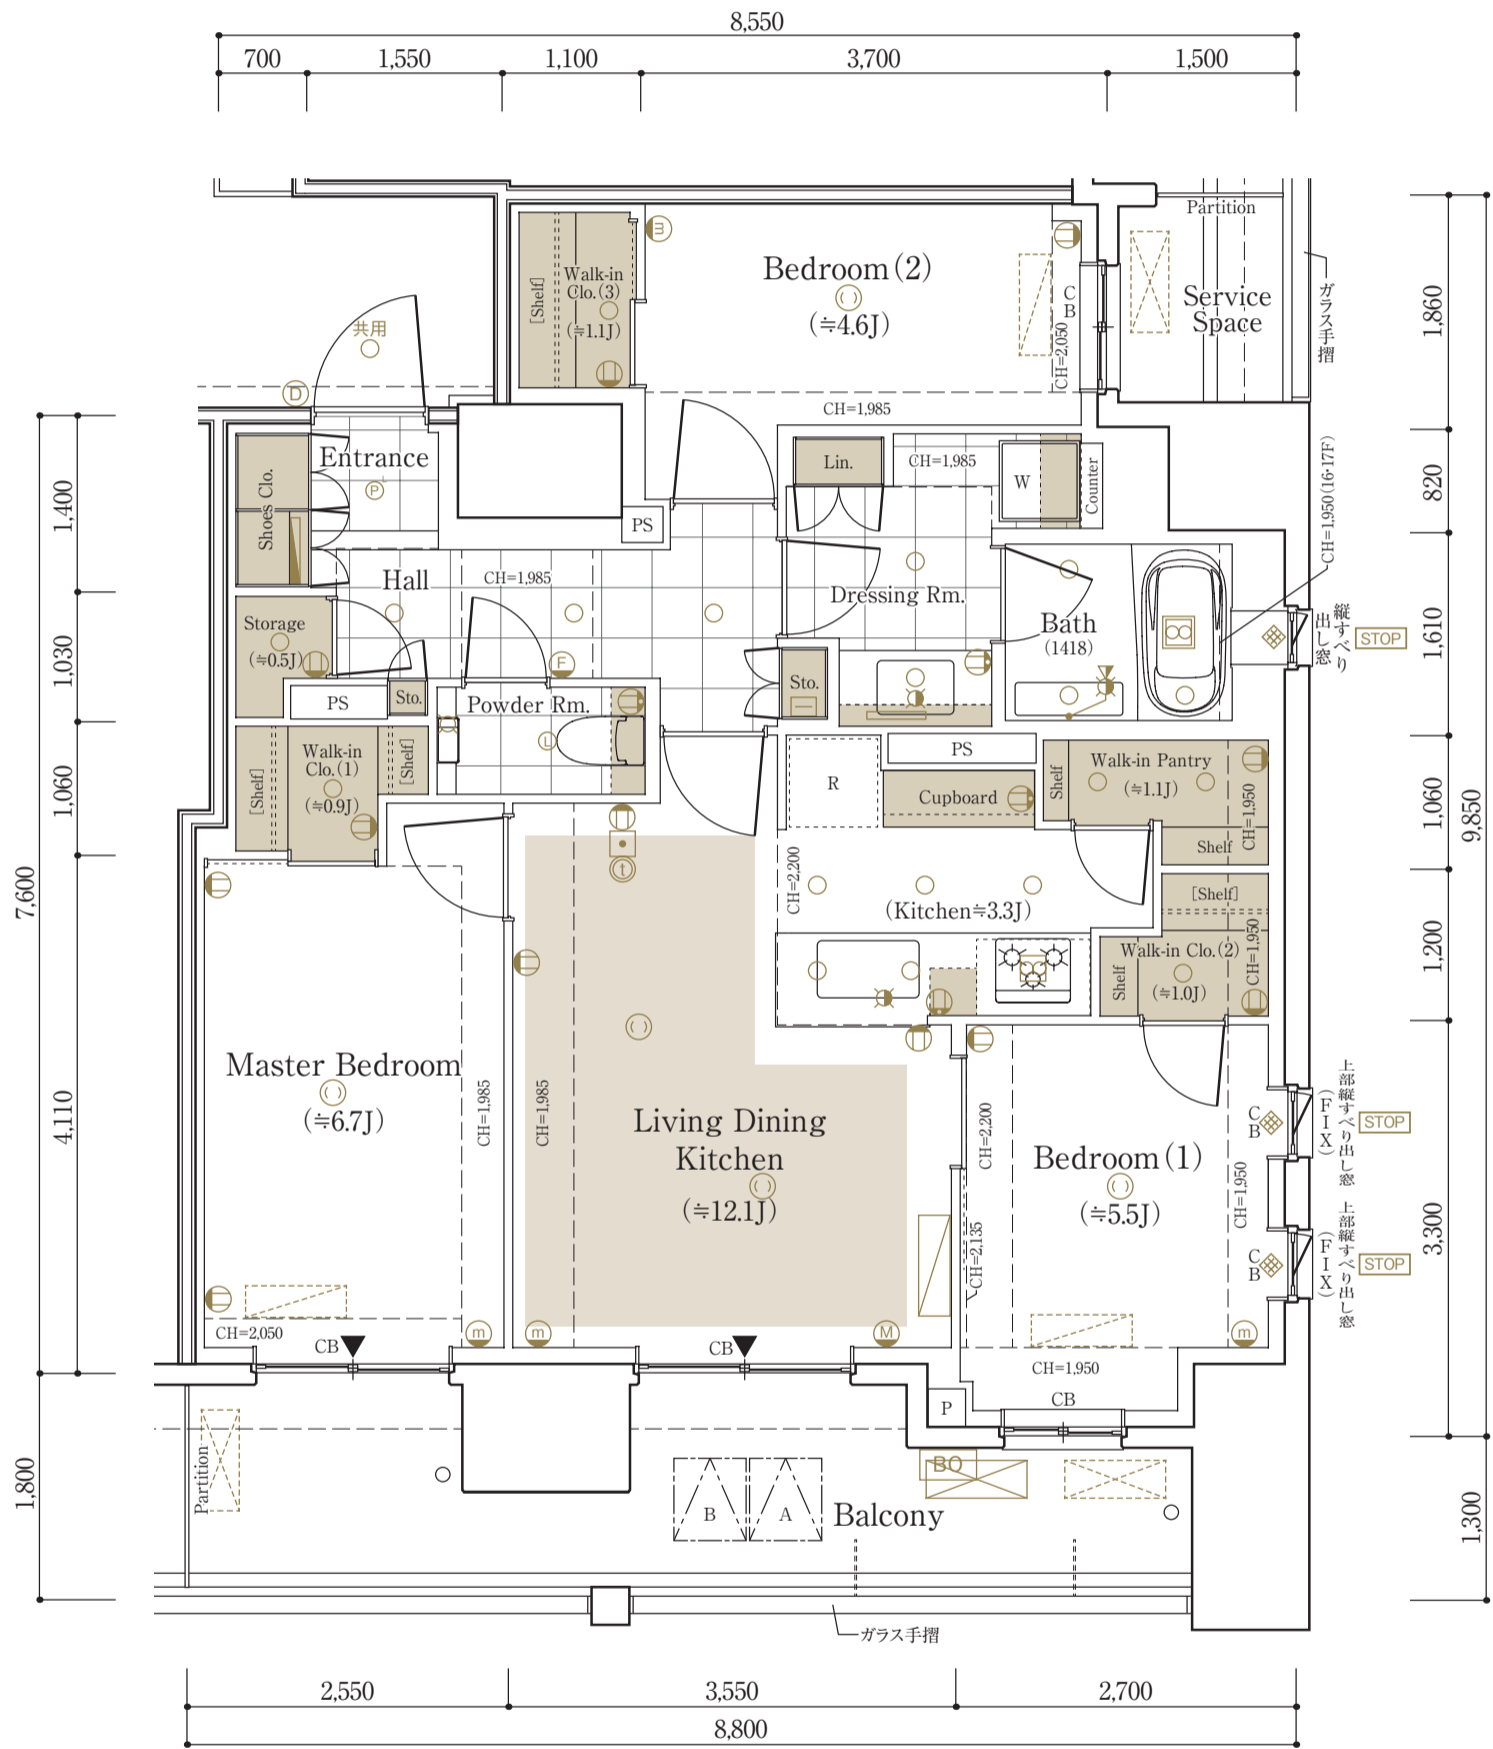 8,550
700
1,550
1,100
3,700
1,500
Partition
Walk-in
Clo.(3)
(≒1.1J)
[Shelf]
Bedroom(2)
(≒4.6J)
CB
CH=2,050
Service
Space
ガラス手摺
1,860
共用
D
m
CH=1,985
Entrance
P
Shoes Clo.
PS
Lin.
CH=1,985
W
Counter
CH=1,950(16・17F)
820
1,400
Hall
CH=1,985
Dressing Rm.
Bath
(1418)
縦すべり
出し窓
STOP
1,610
Storage
(≒0.5J)
1,030
F
PS
Sto.
Powder Rm.
L
Sto.
PS
Walk-in
Clo.(1)
(≒0.9J)
[Shelf]
[Shelf]
R
Cupboard
Shelf
Walk-in Pantry
(≒1.1J)
CH=1,950
Shelf
1,060
1,060
9,850
t
CH=2,200
(Kitchen≒3.3J)
[Shelf]
Walk-in Clo.(2)
(≒1.0J)
Shelf
CH=1,950
1,200
7,600
Master Bedroom
(≒6.7J)
CH=1,985
CH=1,985
Living Dining
Kitchen
(≒12.1J)
CH=2,200
CH=2,135
Bedroom(1)
(≒5.5J)
CH=1,950
CB
上部縦すべり出し窓
(FIX)
STOP
CB
上部縦すべり出し窓
(FIX)
STOP
4,110
3,300
CH=2,050
CB
m
m
CB
M
m
CH=1,950
CB
P
Partition
BO
B
A
Balcony
1,800
1,300
ガラス手摺
2,550
3,550
2,700
8,800